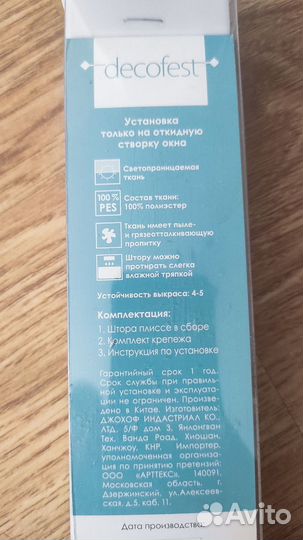 decofest
Установка
только на откидную
створку окна
Светопроницаемая
ткань
100%
PES
Состав ткани:
100% полиэстер
Ткань имеет пыле-
и грязеотталкивающую
пропитку
Штору можно
протирать слегка
влажной тряпкой
Устойчивость выкраса: 4-5
Комплектация:
1. Штора плиссе в сборе
2. Комплект крепежа
3. Инструкция по установке
Гарантийный срок 1 год.
Срок службы при правиль-
ной установке и эксплуата-
ции не ограничен. Произве-
дено в Китае. Изготовитель:
ДЖОХОФ ИНДАСТРИАЛ КО.,
ЛТД. 5/Ф дом 3, Янлонгван
Тех. Ванда Роад, Хиошан,
Ханчжоу, КНР. Импортер,
уполномоченная организа-
ция по принятию претензий:
ООО «АРТТЕКС», 140091,
Московская область, г.
Дзержинский, ул.Алексеев-
ская, д.5, каб. 11.
Дата производства:
Avito